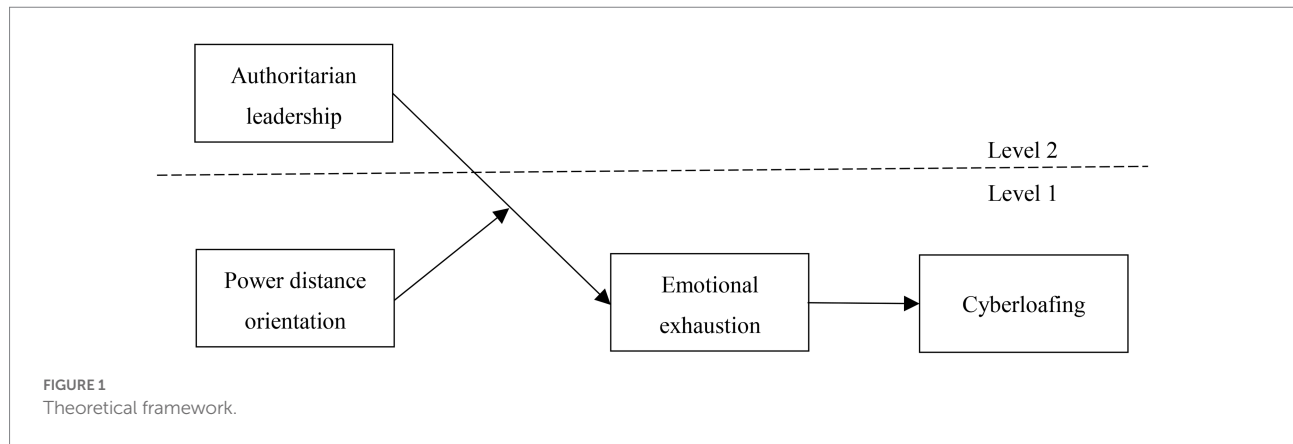 Authoritarian
leadership
Level 2
Level 1
Power distance
orientation
Emotional
exhaustion
Cyberloafing
FIGURE 1
Theoretical framework.